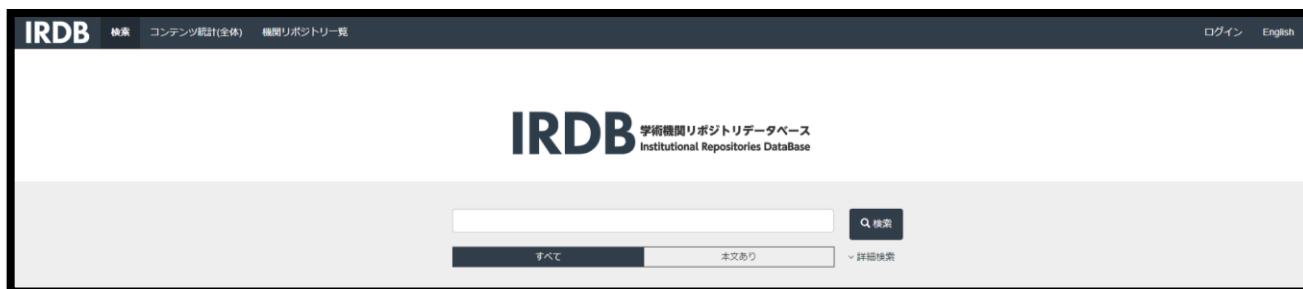 IRDB 検索 コンテンツ統計(全体) 機関リポジトリ一覧 ログイン English
IRDB 学術機関リポジトリデータベース
Institutional Repositories DataBase
検索
すべて 本文あり 詳細検索